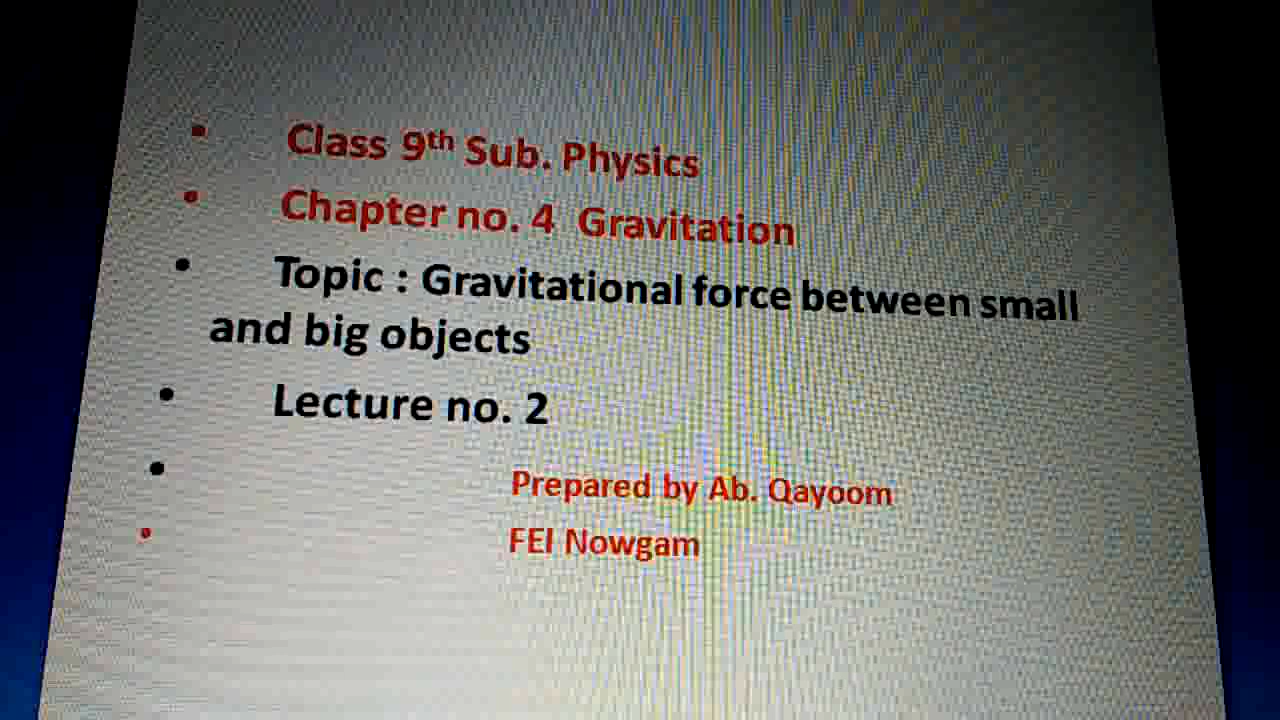 • Class 9th Sub. Physics
• Chapter no. 4 Gravitation
• Topic : Gravitational force between small
and big objects
• Lecture no. 2
• Prepared by Ab. Qayoom
• FEI Nowgam